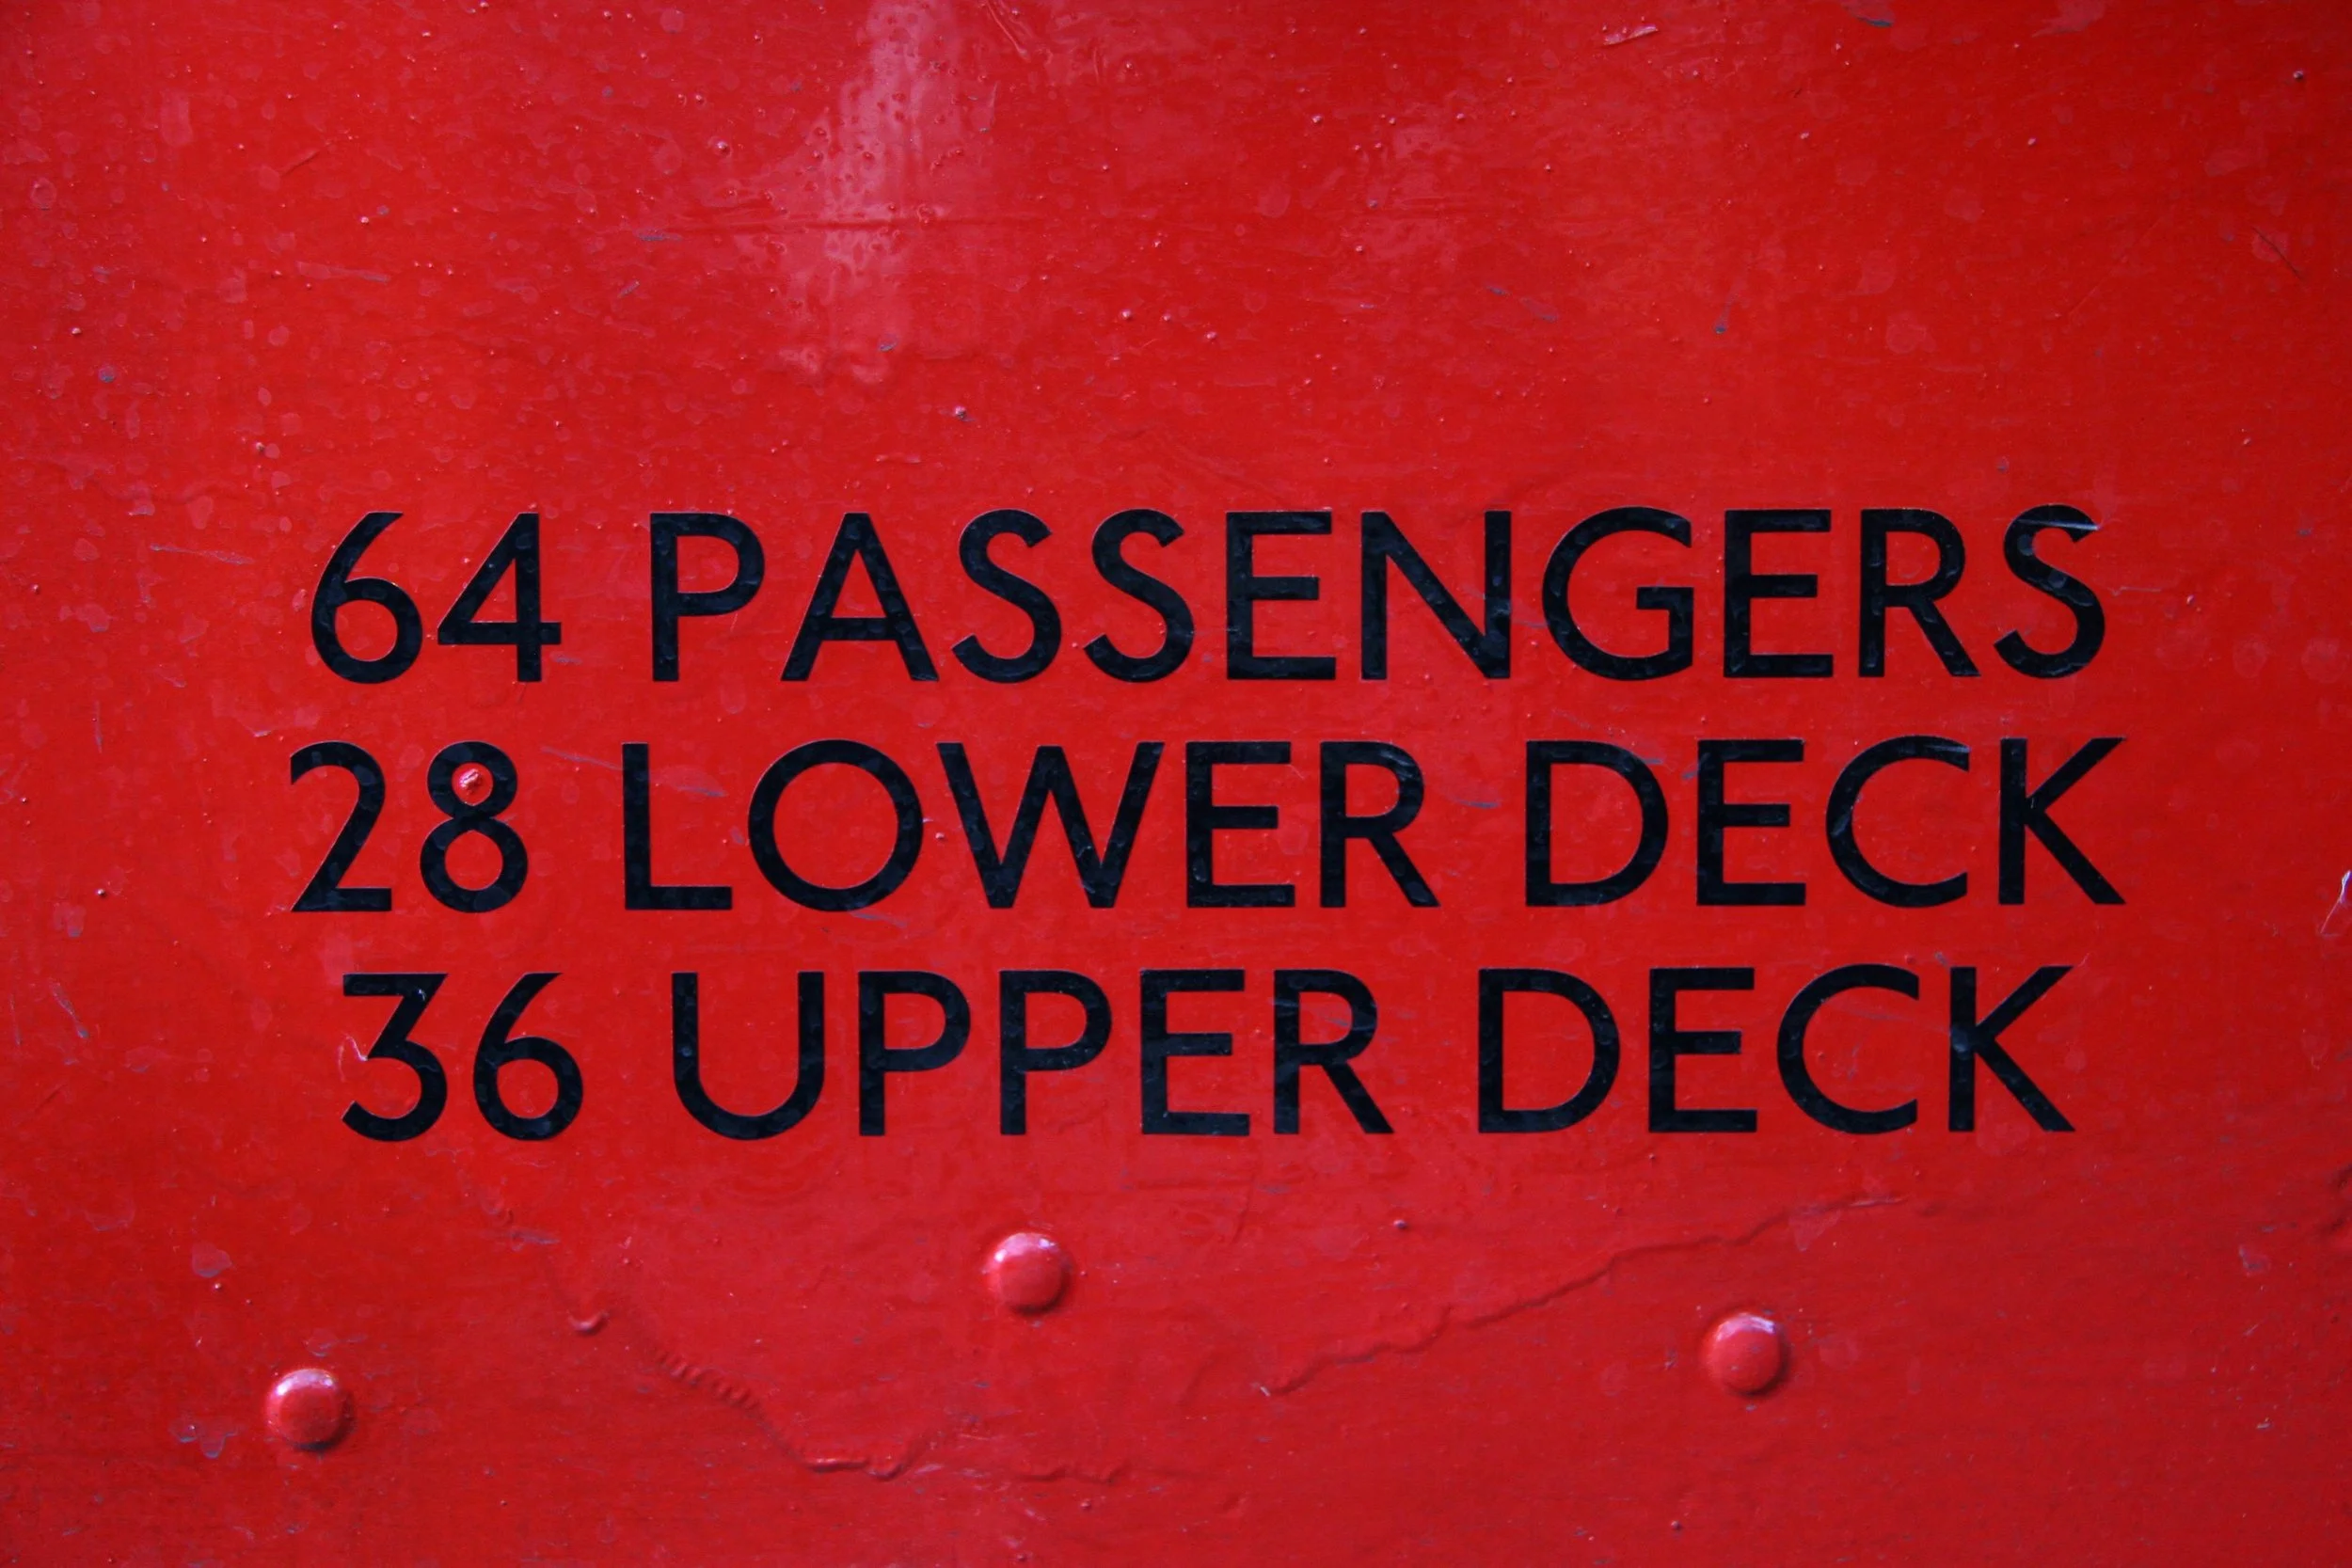 64 PASSENGERS
28 LOWER DECK
36 UPPER DECK